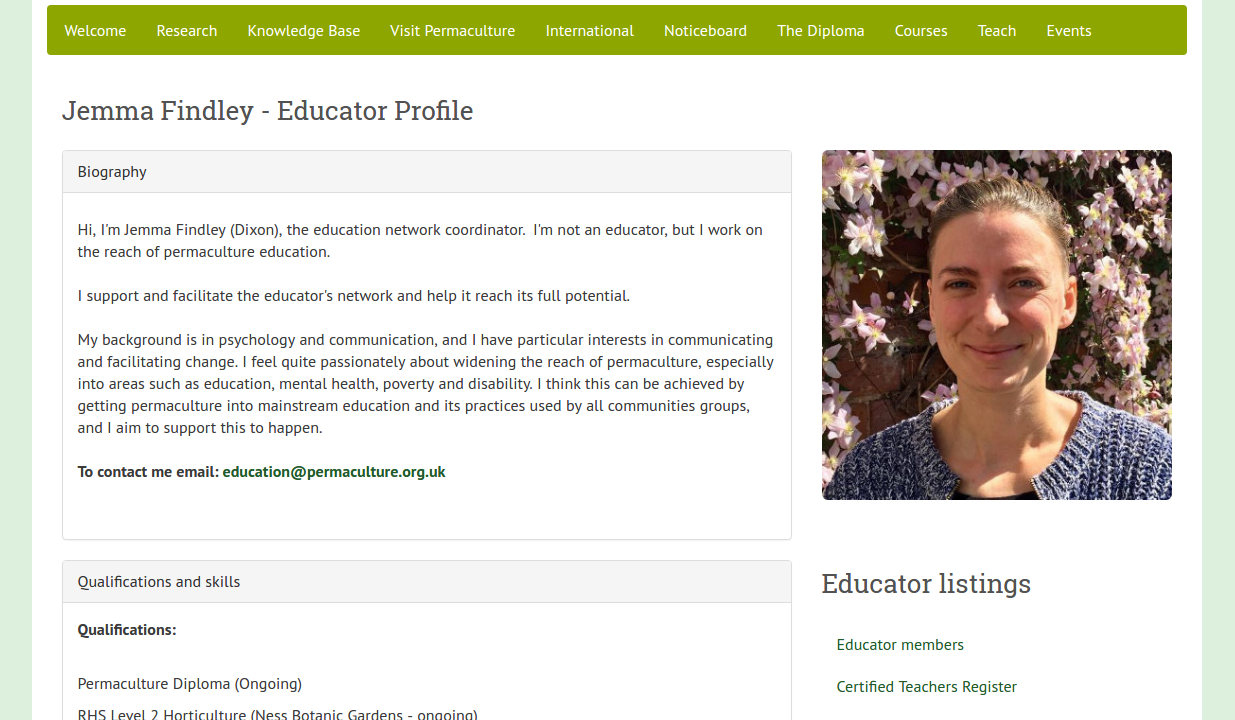 Welcome Research Knowledge Base Visit Permaculture International Noticeboard The Diploma Courses Teach Events
Jemma Findley - Educator Profile
Biography
Hi, I'm Jemma Findley (Dixon), the education network coordinator.  I'm not an educator, but I work on
the reach of permaculture education.
I support and facilitate the educator's network and help it reach its full potential.
My background is in psychology and communication, and I have particular interests in communicating
and facilitating change. I feel quite passionately about widening the reach of permaculture, especially
into areas such as education, mental health, poverty and disability. I think this can be achieved by
getting permaculture into mainstream education and its practices used by all communities groups,
and I aim to support this to happen.
To contact me email: education@permaculture.org.uk
Qualifications and skills
Qualifications:
Permaculture Diploma (Ongoing)
RHS Level 2 Horticulture (Ness Botanic Gardens - ongoing)
Educator listings
Educator members
Certified Teachers Register